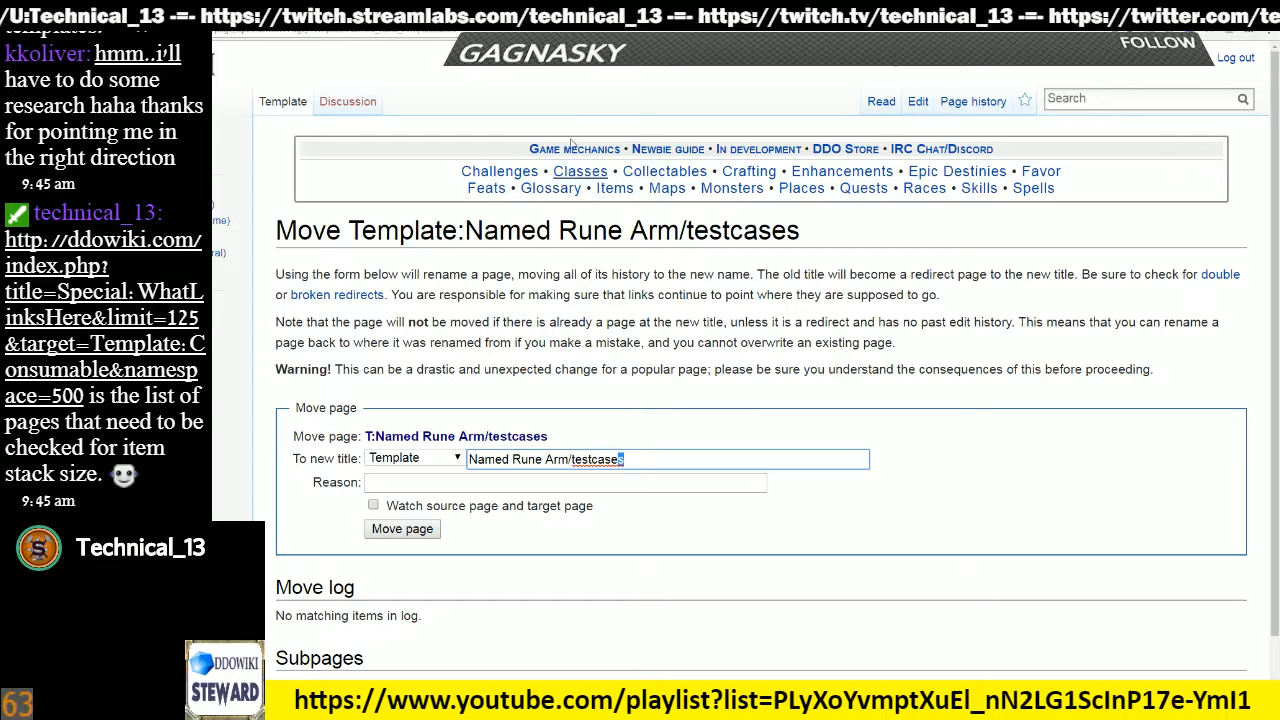 /U:Technical_13 -=- https://twitch.streamlabs.com/technical_13 -=- https://twitch.tv/technical_13 -=- https://twitter.com/te
templates.
kkoliver: hmm..i'll
have to do some
research haha thanks
for pointing me in
the right direction
9:45 am
technical_13:
http://ddowiki.com/
index.php?
title=Special:WhatL
inksHere&limit=125
&target=Template:C
onsumable&namesp
ace=500 is the list of
pages that need to be
checked for item
stack size.
9:45 am
Technical_13
DDOWIKI
STEWARD
63
GAGNASKY
FOLLOW
Log out
Template
Discussion
Read
Edit
Page history
Search
me)
ral)
Game mechanics • Newbie guide • In development • DDO Store • IRC Chat/Discord
Challenges • Classes • Collectables • Crafting • Enhancements • Epic Destinies • Favor
Feats • Glossary • Items • Maps • Monsters • Places • Quests • Races • Skills • Spells
Move Template:Named Rune Arm/testcases
Using the form below will rename a page, moving all of its history to the new name. The old title will become a redirect page to the new title. Be sure to check for double
or broken redirects. You are responsible for making sure that links continue to point where they are supposed to go.
Note that the page will not be moved if there is already a page at the new title, unless it is a redirect and has no past edit history. This means that you can rename a
page back to where it was renamed from if you make a mistake, and you cannot overwrite an existing page.
Warning! This can be a drastic and unexpected change for a popular page; please be sure you understand the consequences of this before proceeding.
Move page
Move page: T:Named Rune Arm/testcases
To new title: Template Named Rune Arm/testcases
Reason:
Watch source page and target page
Move page
Move log
No matching items in log.
Subpages
https://www.youtube.com/playlist?list=PLyXoYvmptXuEl_nN2LG1ScInP17e-YmI1